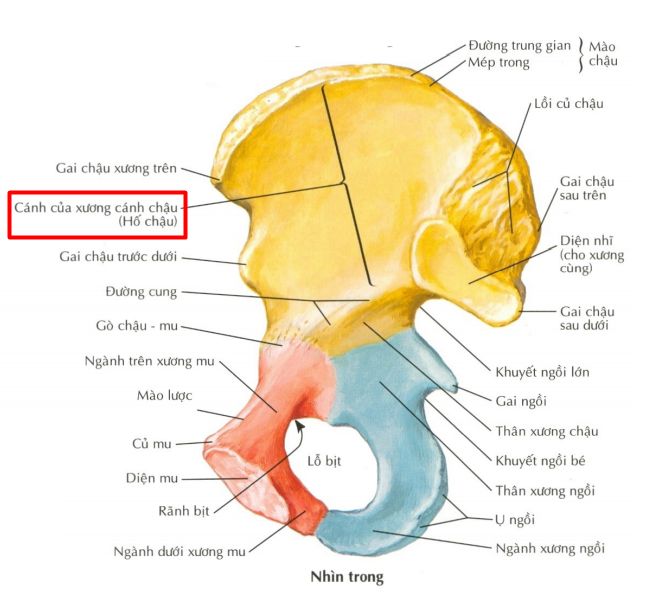 Đường trung gian
Mép trong
Mào
chậu
Lồi củ chậu
Gai chậu xương trên
Cánh của xương cánh chậu
(Hố chậu)
Gai chậu trước dưới
Đường cung
Gò chậu - mu
Ngành trên xương mu
Mào lược
Củ mu
Diện mu
Rãnh bịt
Ngành dưới xương mu
Lỗ bịt
Gai chậu
sau trên
Diện nhĩ
(cho xương
cùng)
Gai chậu
sau dưới
Khuyết ngồi lớn
Gai ngồi
Thân xương chậu
Khuyết ngồi bé
Thân xương ngồi
Ụ ngồi
Ngành xương ngồi
Nhìn trong